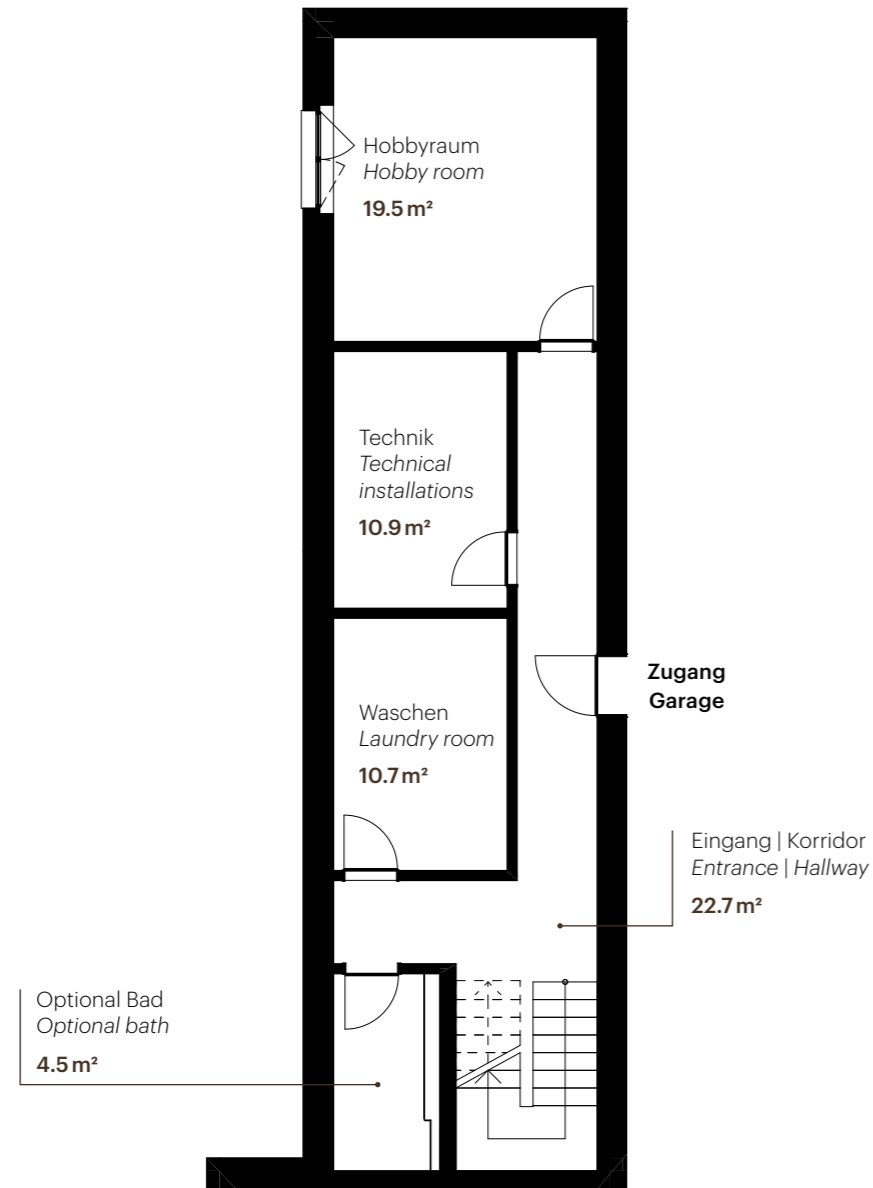 Hobbyraum
Hobby room
19.5 m²
Technik
Technical
installations
10.9 m²
Zugang
Garage
Waschen
Laundry room
10.7 m²
Eingang | Korridor
Entrance | Hallway
22.7 m²
Optional Bad
Optional bath
4.5 m²